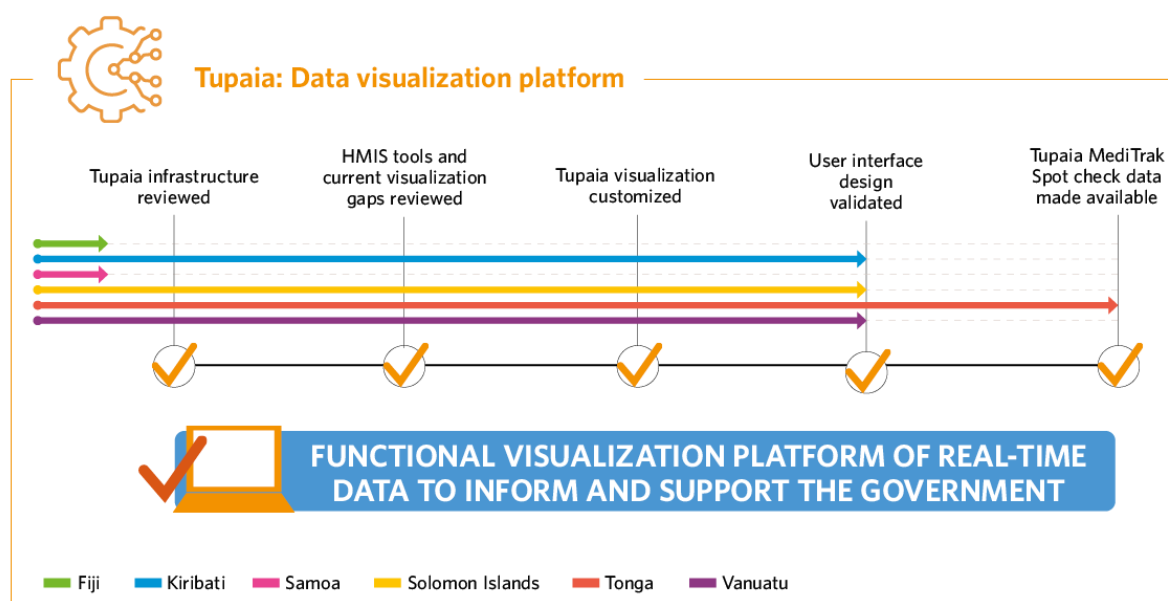 Tupaia: Data visualization platform
Tupaia infrastructure
reviewed
HMIS tools and
current visualization
gaps reviewed
Tupaia visualization
customized
User interface
design
validated
Tupaia MediTrak
Spot check data
made available
FUNCTIONAL VISUALIZATION PLATFORM OF REAL-TIME
DATA TO INFORM AND SUPPORT THE GOVERNMENT
Fiji
Kiribati
Samoa
Solomon Islands
Tonga
Vanuatu